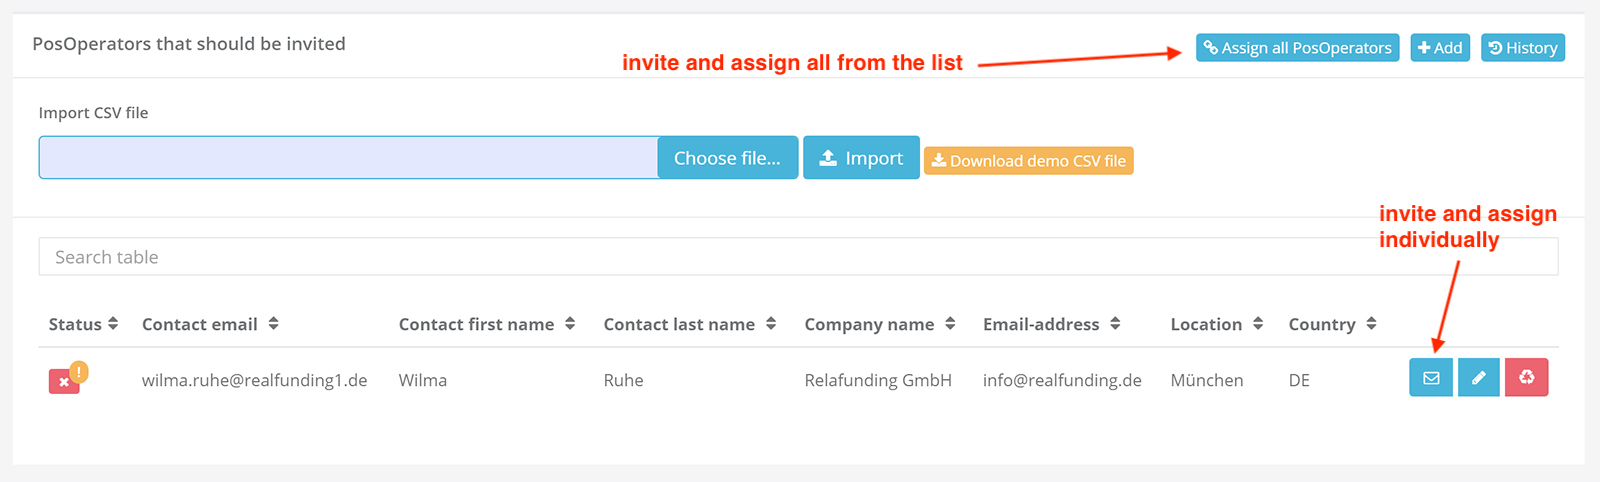 PosOperators that should be invited
Assign all PosOperators
Add
History
invite and assign all from the list
Import CSV file
Choose file...
Import
Download demo CSV file
invite and assign
individually
Search table
Status Contact email Contact first name Contact last name Company name Email-address Location Country
! wilma.ruhe@realfunding1.de Wilma Ruhe Relafunding GmbH info@realfunding.de München DE